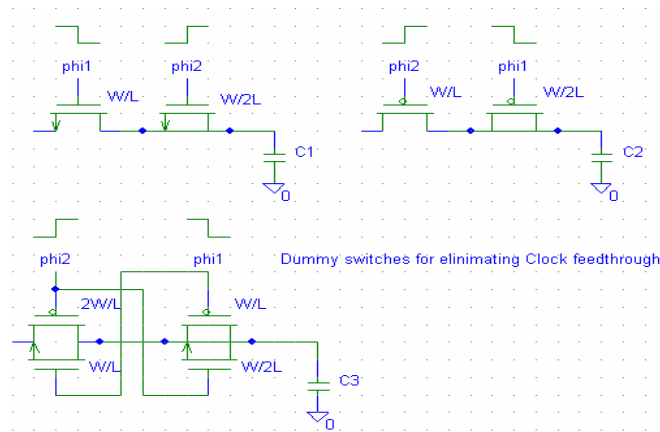 phi1 phi2
W/L W/2L
C1
0
phi2 phi1
W/L W/2L
C2
0
phi2 phi1
Dummy switches for elinimating Clock feedthrough
2W/L W/L
W/L W/2L
C3
0